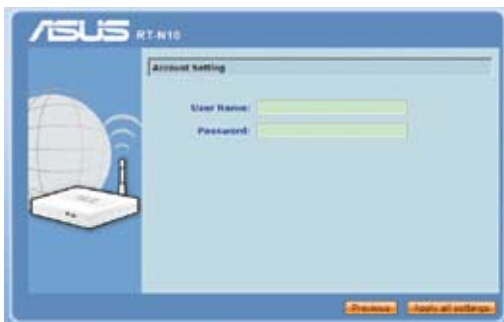 ASUS RT-N10
Account Setting
User Name:
Password:
Previous Apply all settings